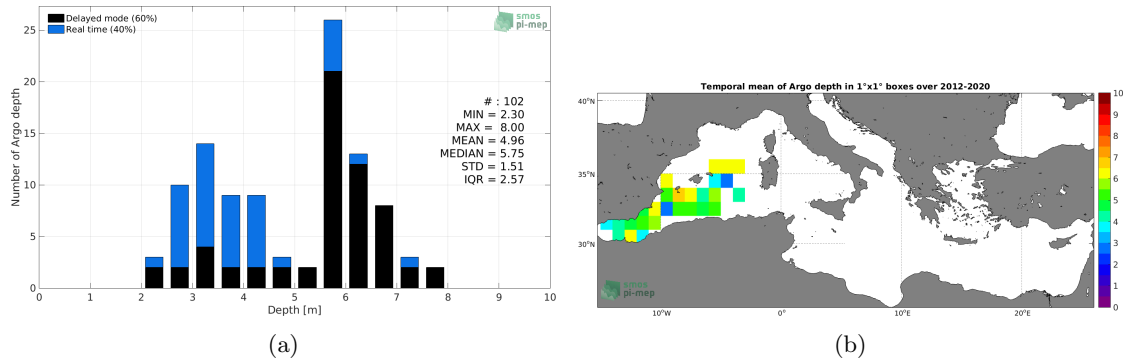 Delayed mode (60%)
Real time (40%)
smos
pi-mep
Number of Argo depth
25
20
15
10
5
0
# : 102
MIN = 2.30
MAX = 8.00
MEAN = 4.96
MEDIAN = 5.75
STD = 1.51
IQR = 2.57
0 1 2 3 4 5 6 7 8 9 10
Depth [m]
(a)
Temporal mean of Argo depth in 1°x1° boxes over 2012-2020
40°N
35°N
30°N
10°W 0° 10°E 20°E
smos
pi-mep
10
9
8
7
6
5
4
3
2
1
0
(b)